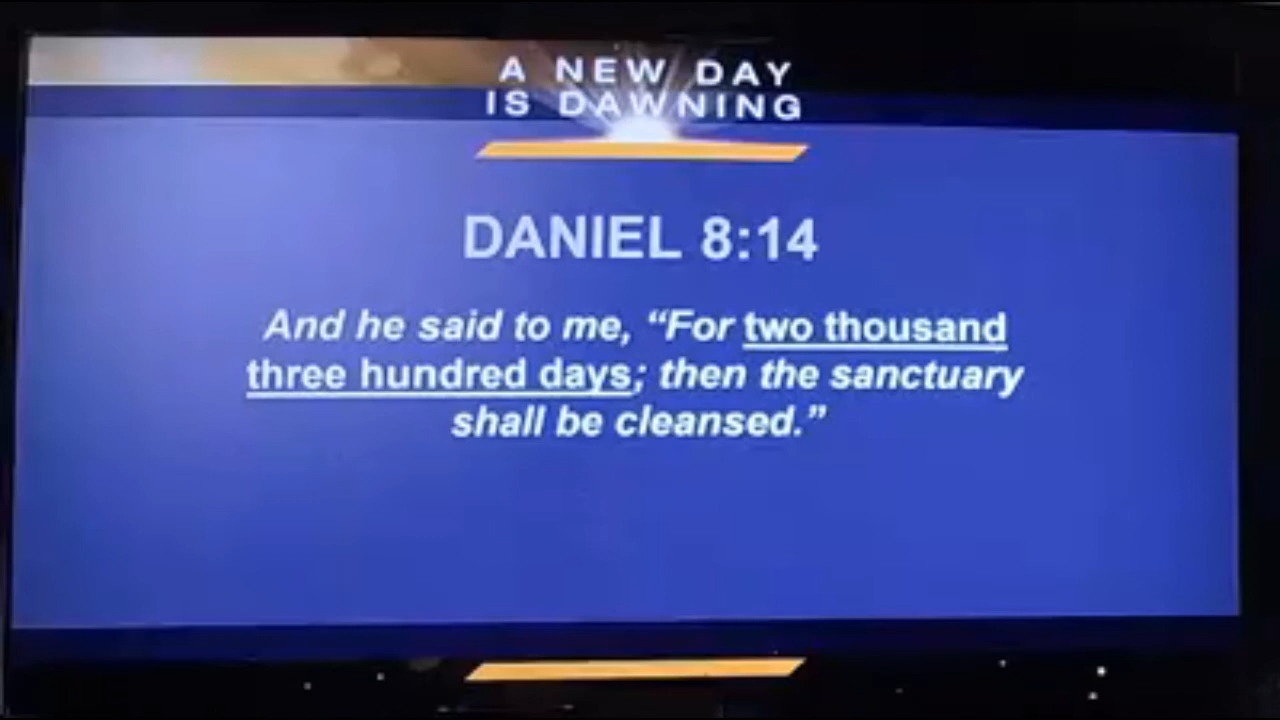 A NEW DAY
IS DAWNING
DANIEL 8:14
And he said to me, “For two thousand
three hundred days; then the sanctuary
shall be cleansed.”